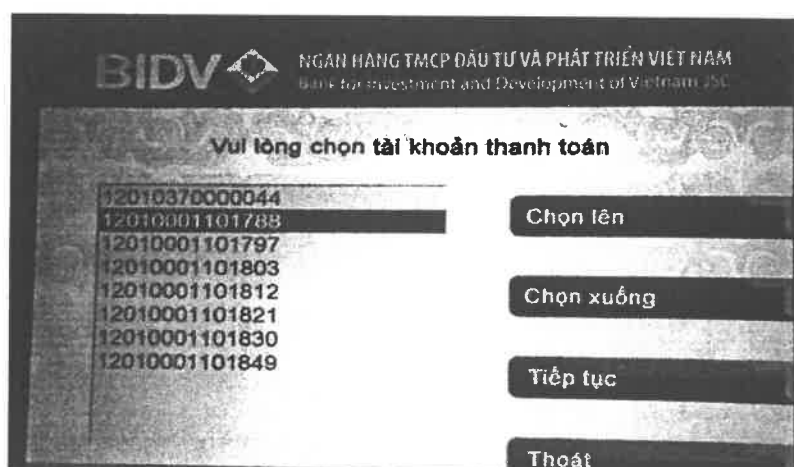 BIDV
NGÂN HÀNG TMCP ĐẦU TƯ VÀ PHÁT TRIỂN VIỆT NAM
Bank for Investment and Development of Vietnam JSC
Vui lòng chọn tài khoản thanh toán
12010370000044
12010001101788
12010001101797
12010001101803
12010001101812
12010001101821
12010001101830
12010001101849
Chọn lên
Chọn xuống
Tiếp tục
Thoát